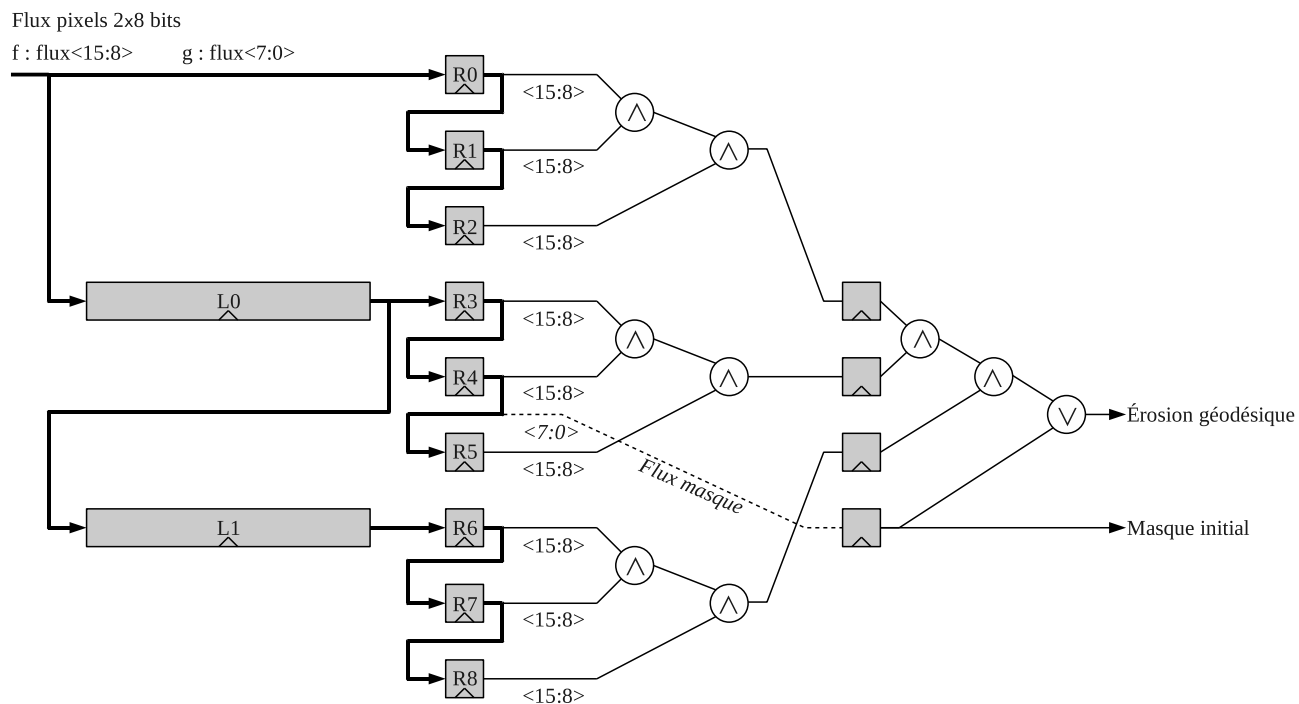 Flux pixels 2x8 bits
f : flux<15:8> g : flux<7:0>
R0
<15:8>
∧
R1
<15:8>
∧
R2
<15:8>
L0
R3
<15:8>
∧
∧
R4
<15:8>
∧
∧
∨
Érosion géodésique
<7:0>
R5
<15:8>
Flux masque
L1
R6
<15:8>
Masque initial
∧
R7
<15:8>
∧
R8
<15:8>